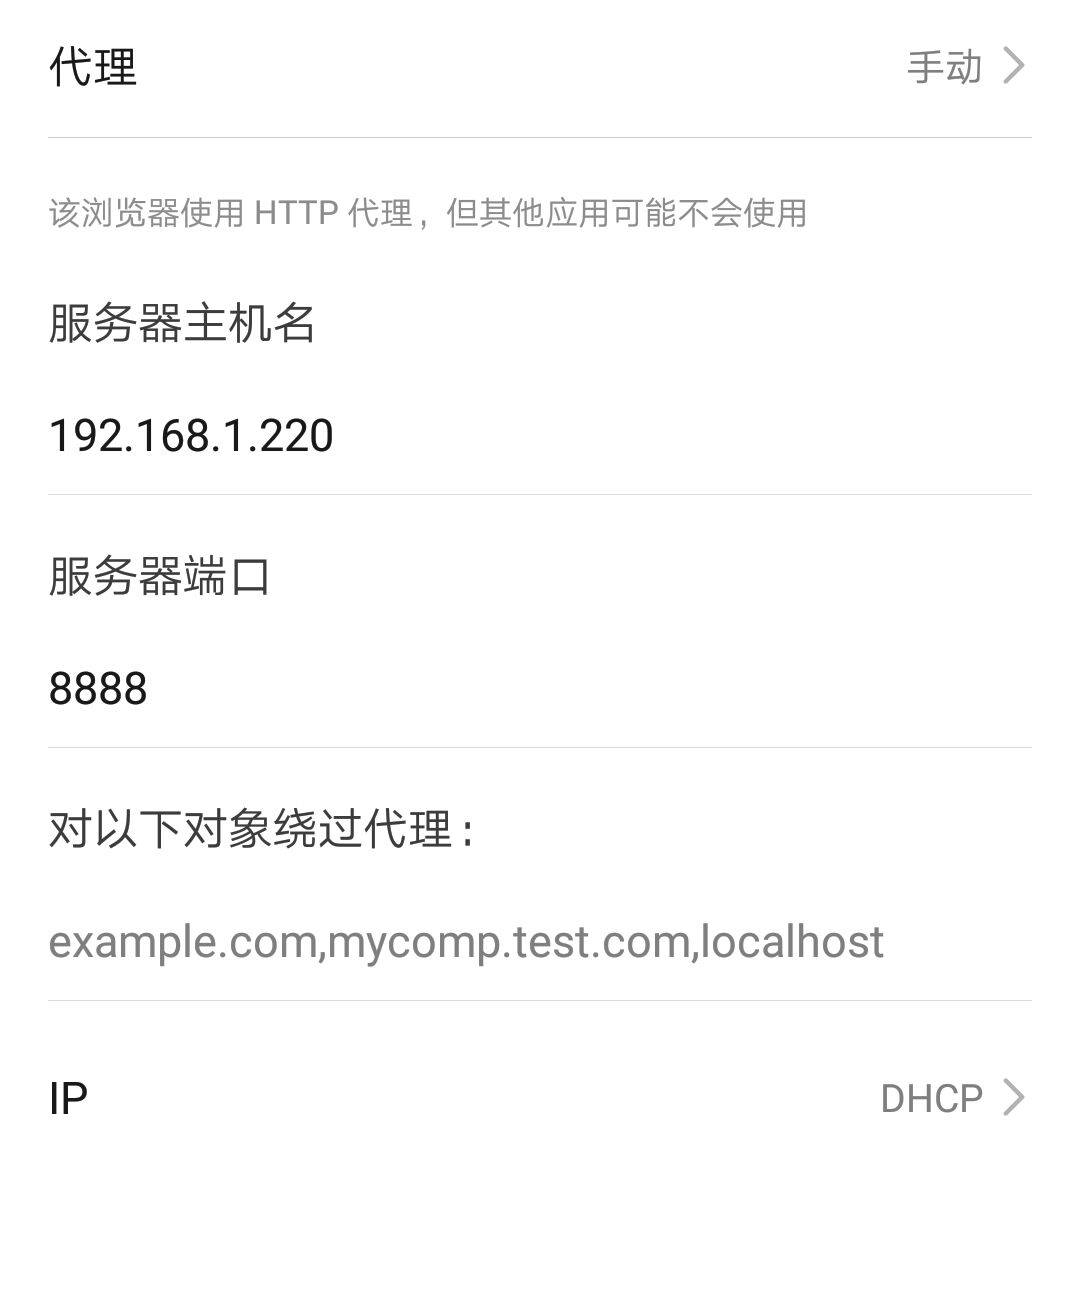 代理
手动
该浏览器使用 HTTP 代理，但其他应用可能不会使用
服务器主机名
192.168.1.220
服务器端口
8888
对以下对象绕过代理：
example.com,mycomp.test.com,localhost
IP
DHCP